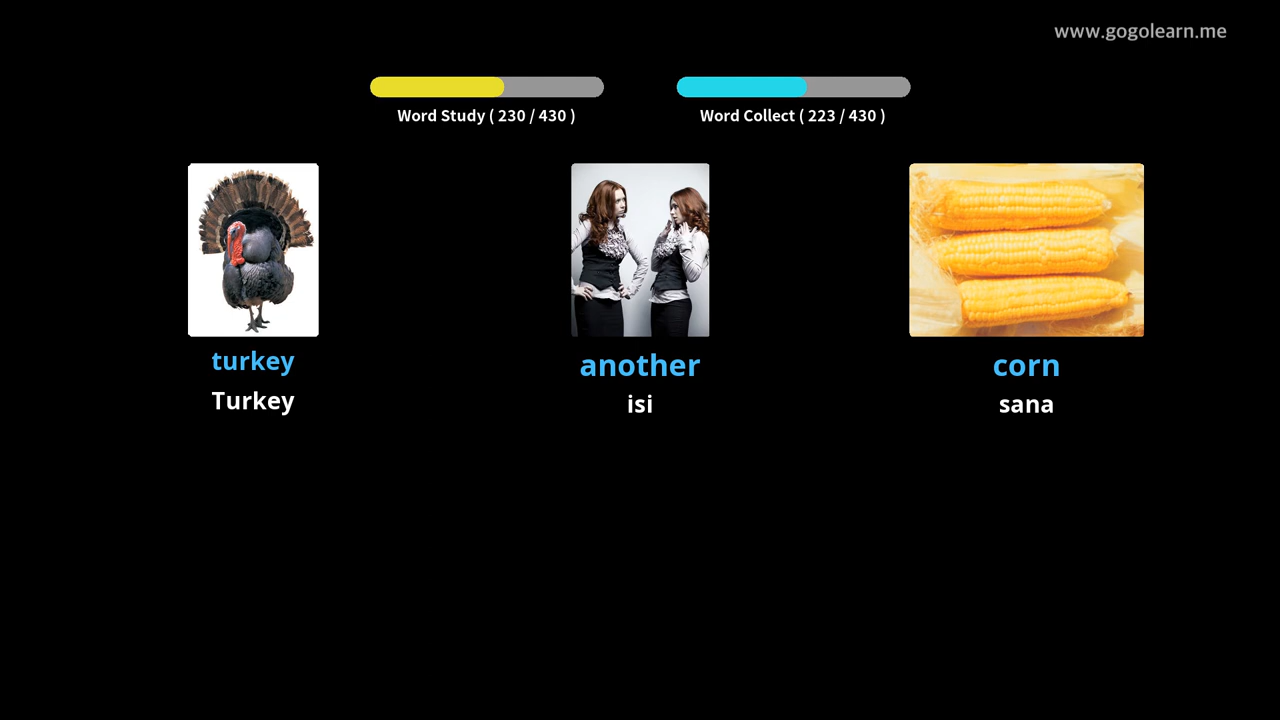 www.gogolearn.me
Word Study ( 230 / 430 )
Word Collect ( 223 / 430 )
turkey
Turkey
another
isi
corn
sana